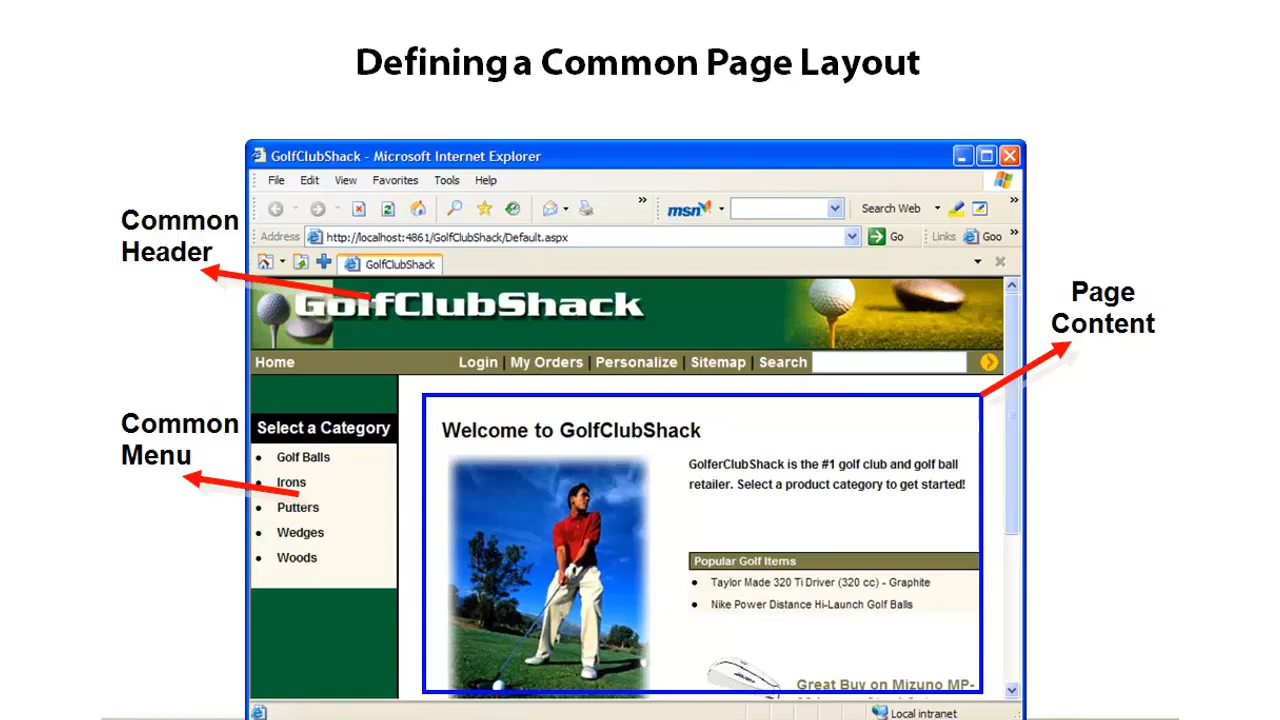 Defining a Common Page Layout
GolfClubShack - Microsoft Internet Explorer
File Edit View Favorites Tools Help
msn Search Web
Address http://localhost:4861/GolfClubShack/Default.aspx Go Links Goo
GolfClubShack
Common
Header
GolfClubShack
Page
Content
Home Login | My Orders | Personalize | Sitemap | Search
Common
Menu
Select a Category
Golf Balls
Irons
Putters
Wedges
Woods
Welcome to GolfClubShack
GolferClubShack is the #1 golf club and golf ball
retailer. Select a product category to get started!
Popular Golf Items
Taylor Made 320 Ti Driver (320 cc) - Graphite
Nike Power Distance Hi-Launch Golf Balls
Great Buy on Mizuno MP-
Local intranet